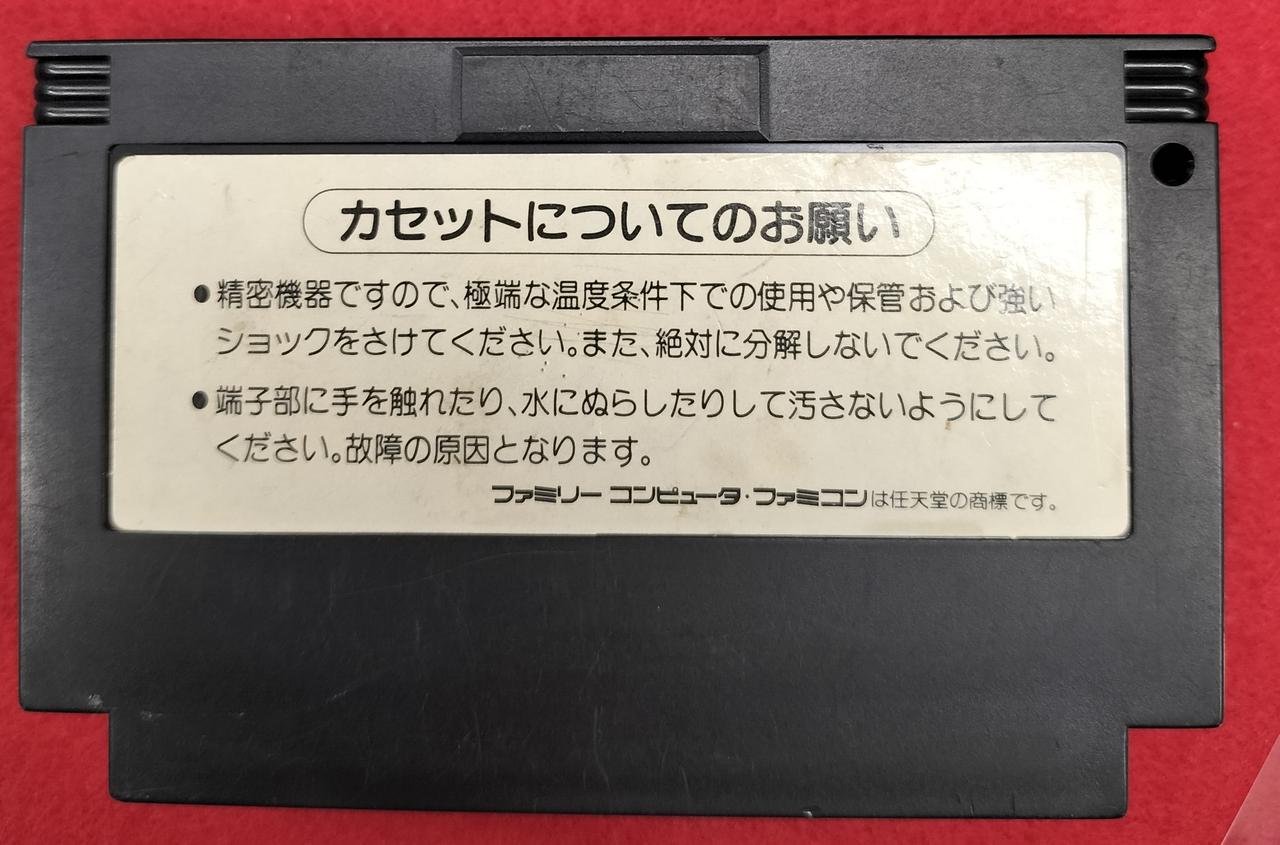 カセットについてのお願い
●精密機器ですので、極端な温度条件下での使用や保管および強い
ショックをさけてください。また、絶対に分解しないでください。
●端子部に手を触れたり、水にぬらしたりして汚さないようにして
ください。故障の原因となります。
ファミリー コンピュータ・ファミコンは任天堂の商標です。